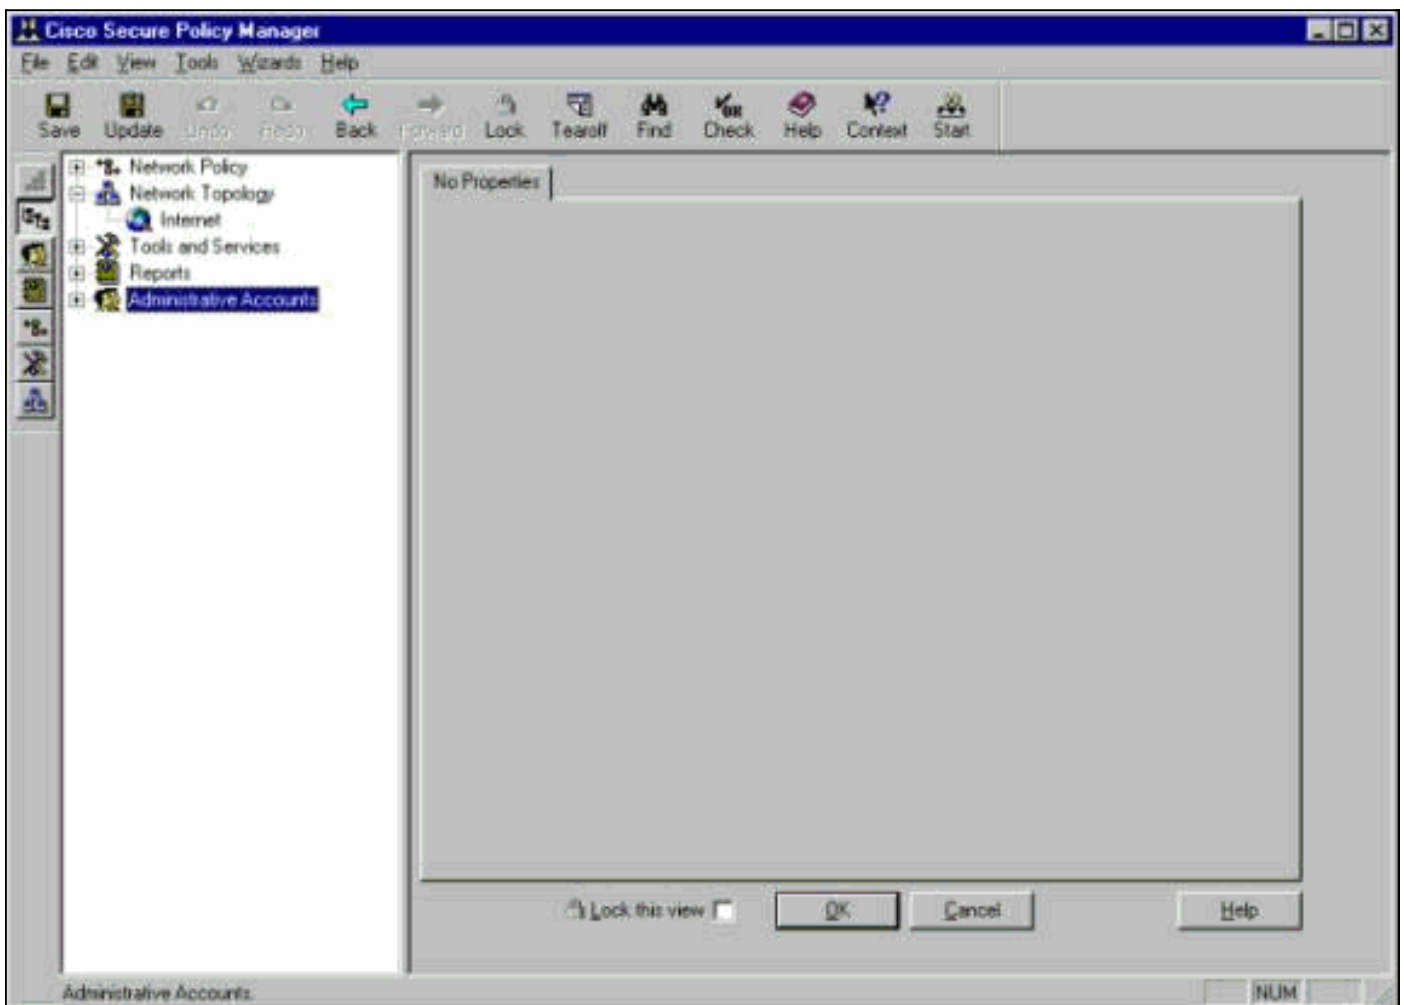 Cisco Secure Policy Manager
File Edit View Tools Wizards Help
Save Update Undo Redo Back Forward Lock Tearoff Find Check Help Context Start
Network Policy
Network Topology
Internet
Tools and Services
Reports
Administrative Accounts
No Properties
Lock this view OK Cancel Help
Administrative Accounts
NUM